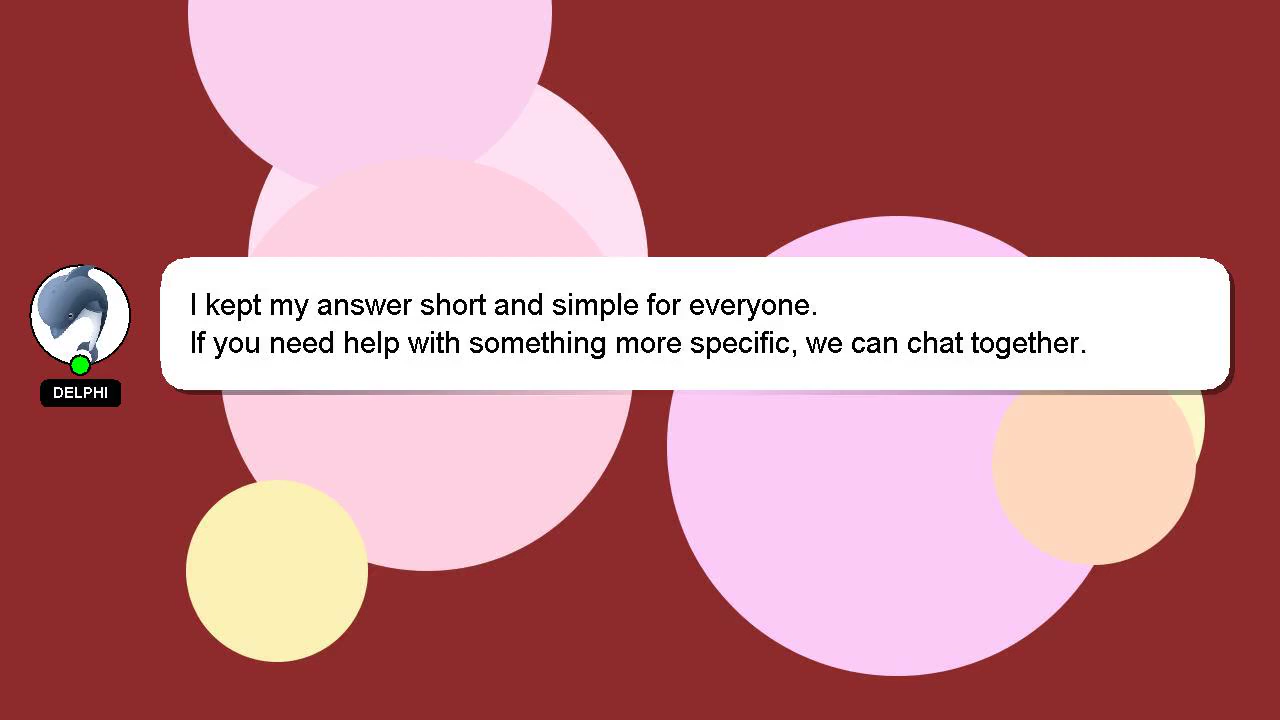 I kept my answer short and simple for everyone.
If you need help with something more specific, we can chat together.
DELPHI